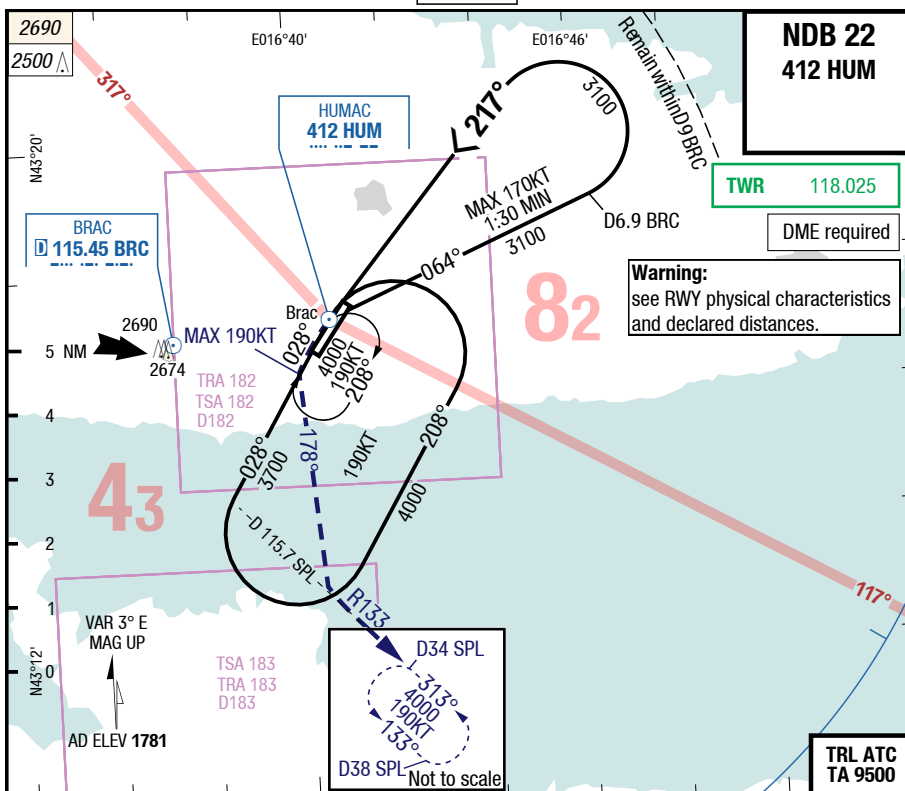 2690
2500
E016°40'
E016°46'
NDB 22
412 HUM
317°
HUMAC
412 HUM
217°
3100
Remain within D9 BRC
N43°20'
TWR 118.025
MAX 170KT
1:30 MIN
3100
D6.9 BRC
DME required
BRAC
D 115.45 BRC
064°
Warning:
see RWY physical characteristics
and declared distances.
82
Brac
2690
MAX 190KT
028°
4000
190KT
208°
5
NM
2674
TRA 182
TSA 182
D182
4
178°
190KT
208°
028°
3700
3
43
4000
2
D 115.7 SPL
1
R133
117°
VAR 3° E
MAG UP
N43°12'
0
TSA 183
TRA 183
D183
D34 SPL
313°
4000
190KT
133°
AD ELEV 1781
D38 SPL
Not to scale
TRL ATC
TA 9500